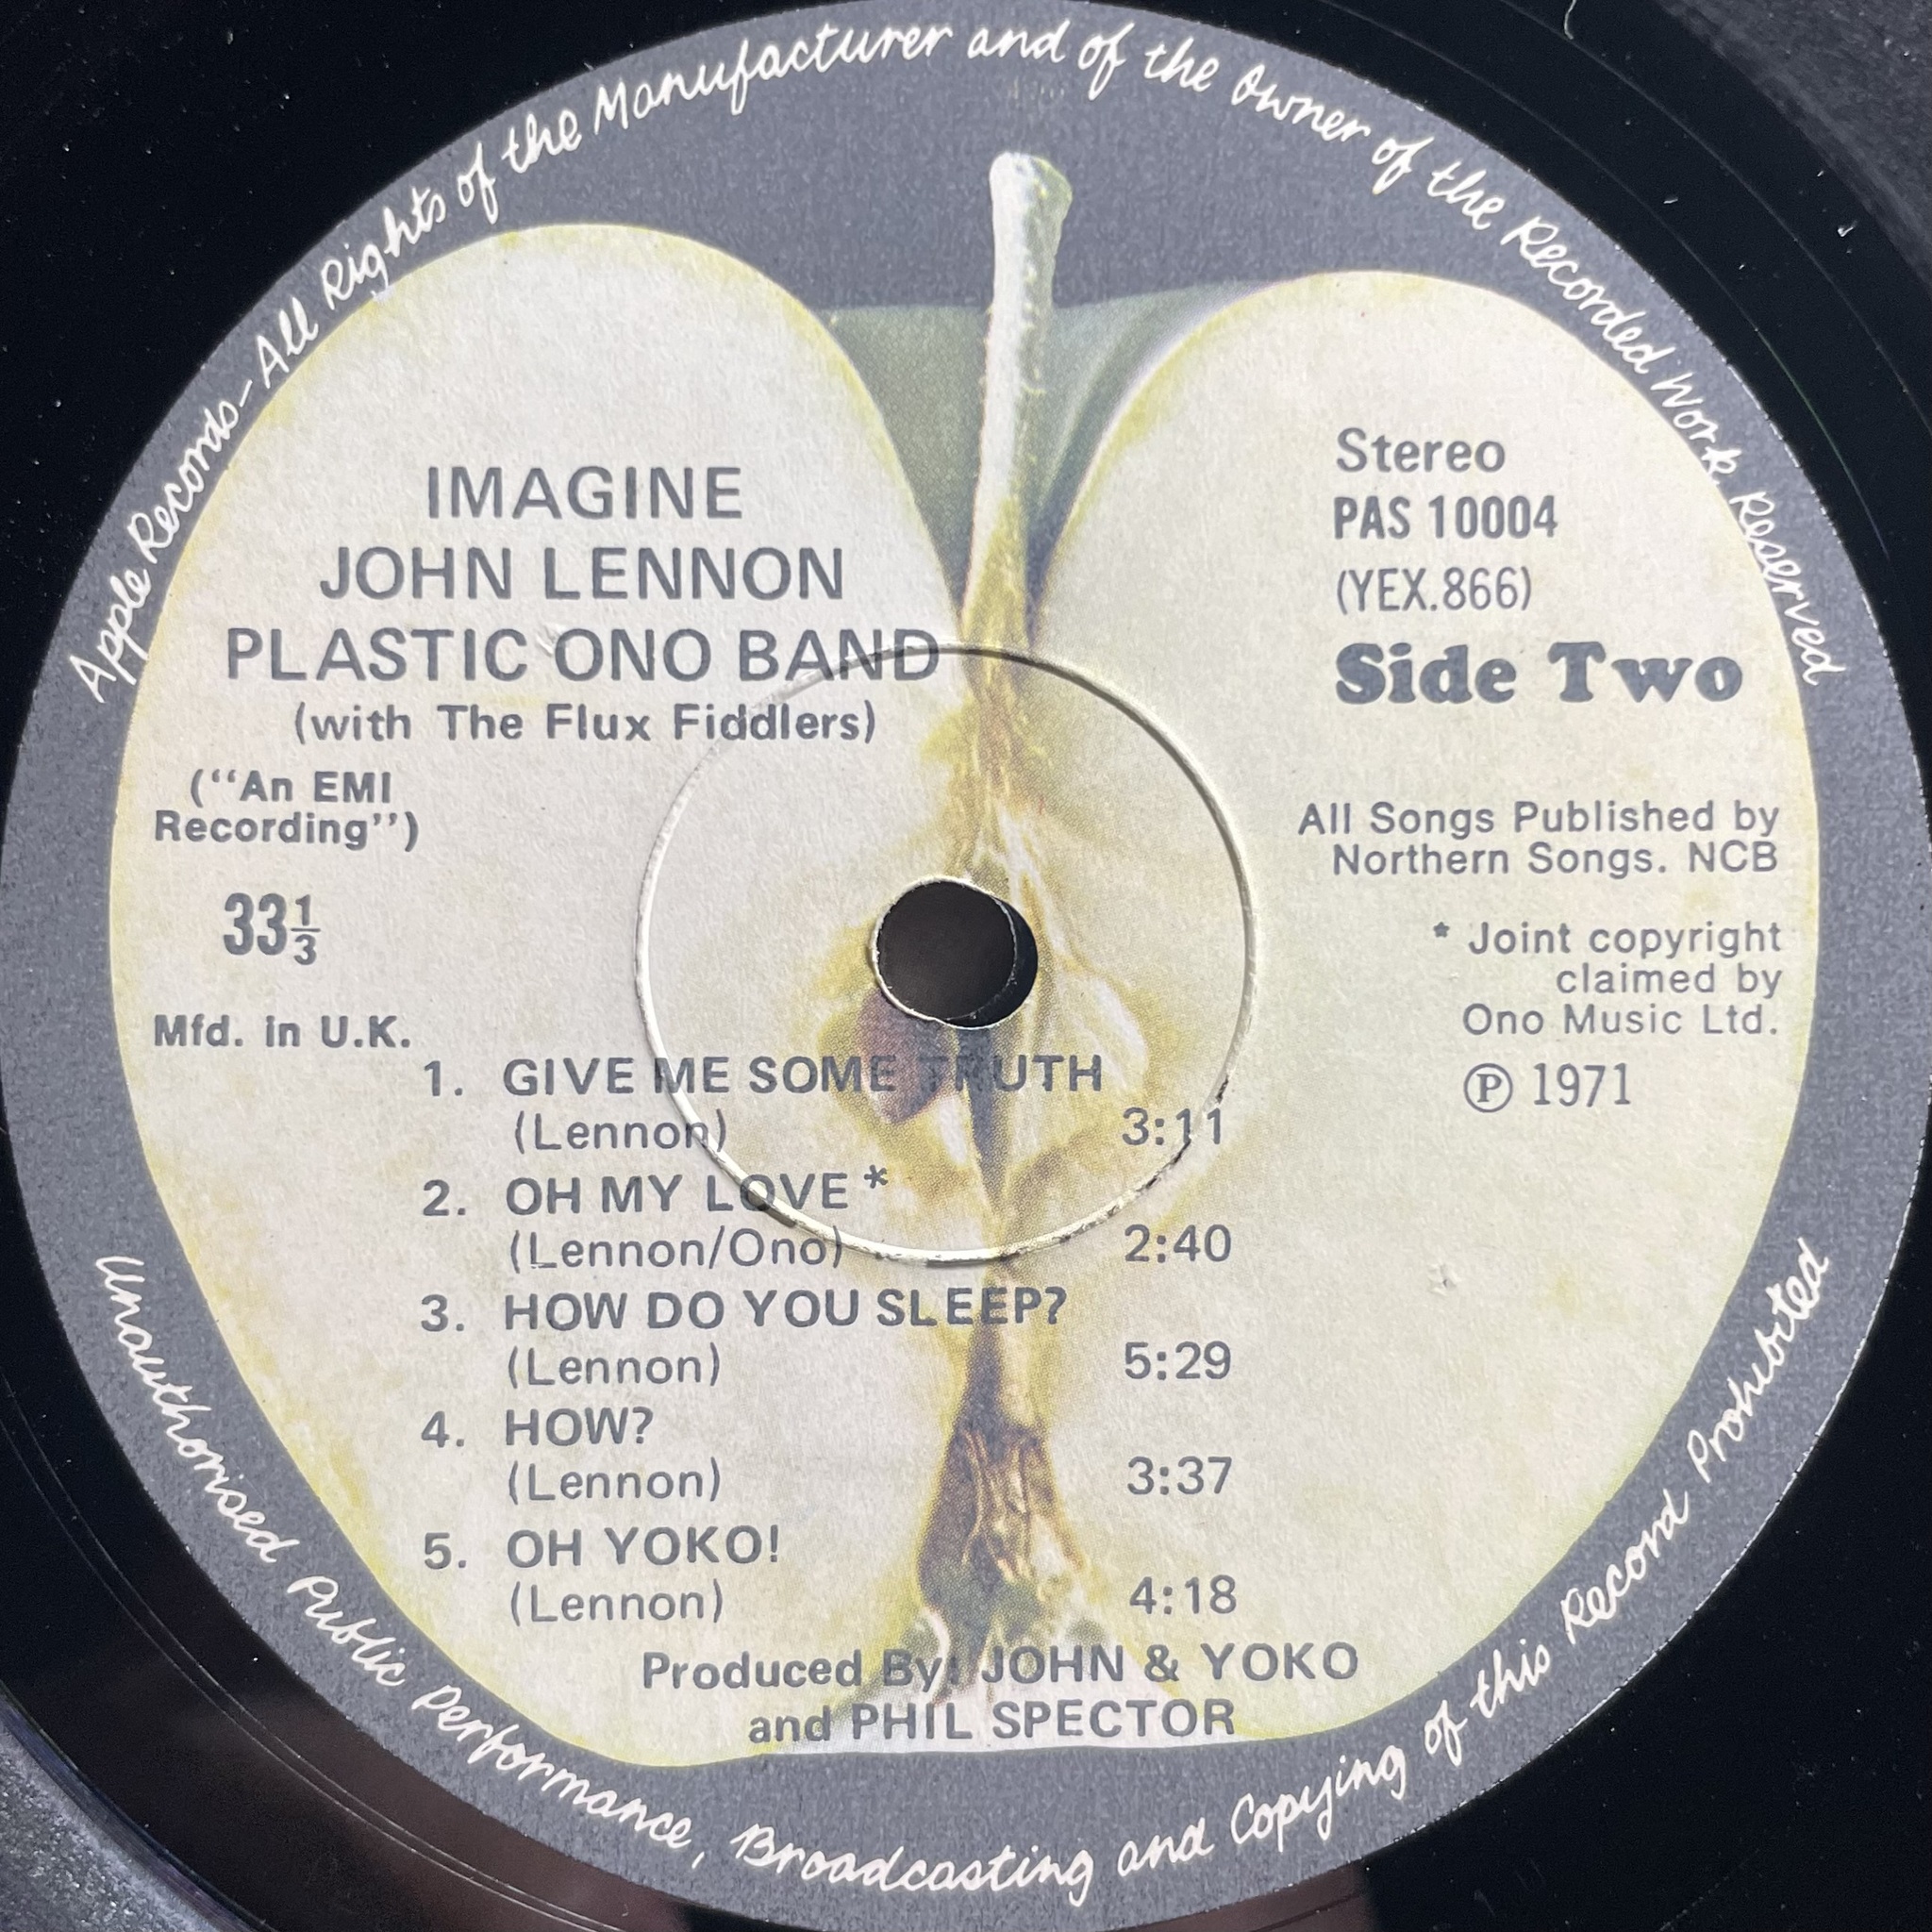 Apple Records-All Rights of the Manufacturer and of the Owner of the Recorded Work Reserved
IMAGINE
JOHN LENNON
PLASTIC ONO BAND
(with The Flux Fiddlers)
(“An EMI
Recording”)
33⅓
Mfd. in U.K.
Stereo
PAS 10004
(YEX.866)
Side Two
All Songs Published by
Northern Songs. NCB
* Joint copyright
claimed by
Ono Music Ltd.
℗ 1971
1. GIVE ME SOME TRUTH
(Lennon) 3:11
2. OH MY LOVE *
(Lennon/Ono) 2:40
3. HOW DO YOU SLEEP?
(Lennon) 5:29
4. HOW?
(Lennon) 3:37
5. OH YOKO!
(Lennon) 4:18
Produced By: JOHN & YOKO
and PHIL SPECTOR
Unauthorised Public Performance, Broadcasting and Copying of this Record Prohibited